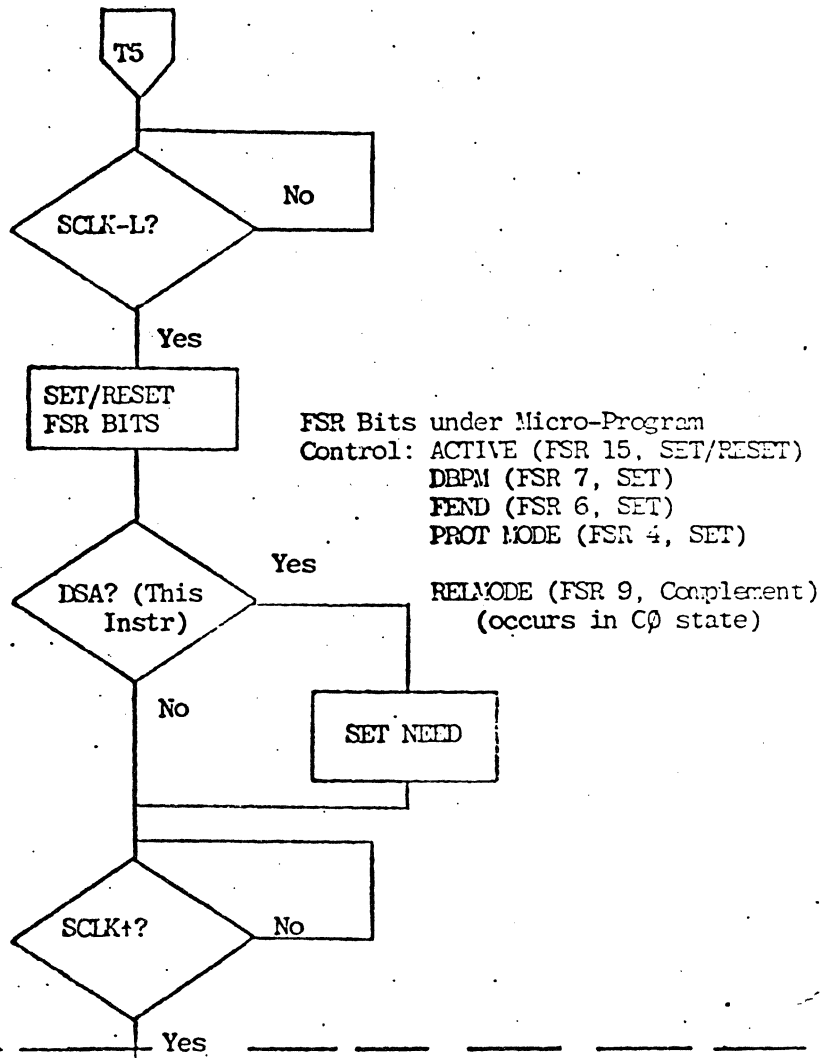 T5
No
SCLK-L?
Yes
SET/RESET
FSR BITS
FSR Bits under Micro-Program
Control: ACTIVE (FSR 15, SET/RESET)
DBPM (FSR 7, SET)
FEND (FSR 6, SET)
PROT MODE (FSR 4, SET)
Yes
DSA? (This
Instr)
RELMODE (FSR 9, Complement)
(occurs in CØ state)
No
SET NEED
SCLK↑?
No
Yes